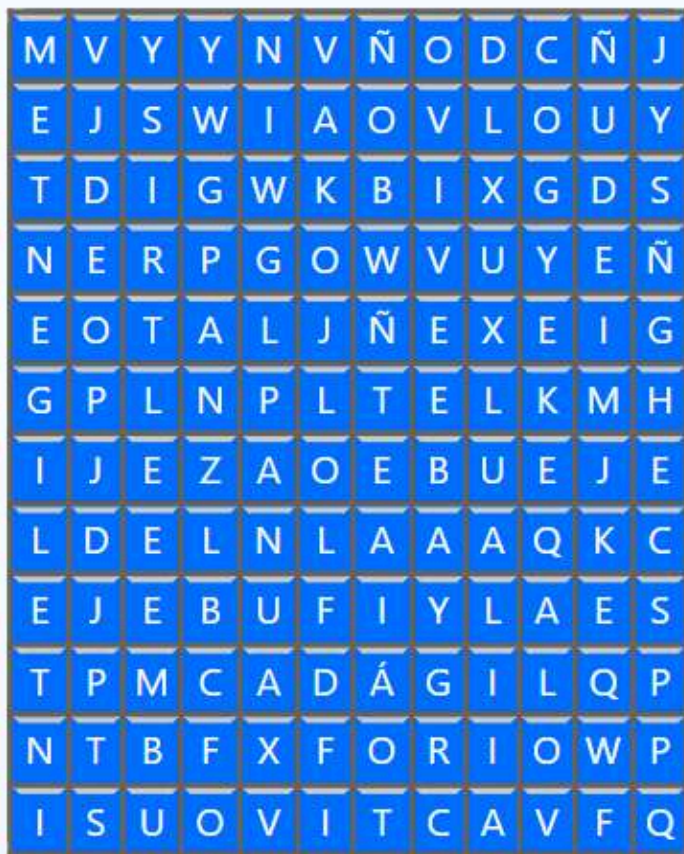 M V Y Y N V Ñ O D C Ñ J
E J S W I A O V L O U Y
T D I G W K B I X G D S
N E R P G O W V U Y E Ñ
E O T A L J Ñ E X E I G
G P L N P L T E L K M H
I J E Z A O E B U E J E
L D E L N L A A A Q K C
E J E B U F I Y L A E S
T P M C A D Á G I L Q P
N T B F X F O R I O W P
I S U O V I T C A V F Q